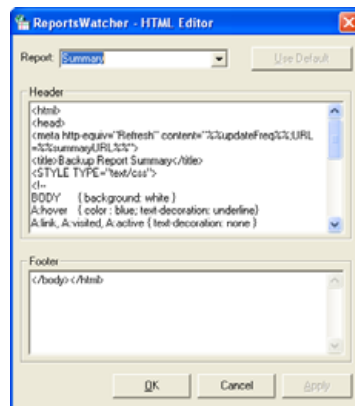 ReportsWatcher - HTML Editor
Report: Summary Use Default
Header
<html>
<head>
<meta http-equiv="Refresh" content="%%updateFreq%%;URL
=%%summaryURL%%">
<title>Backup Report Summary</title>
<STYLE TYPE="text/css">
<!--
BODY { background: white }
A:hover { color : blue; text-decoration: underline}
A:link, A:visited, A:active { text-decoration: none }
Footer
</body></html>
OK Cancel Apply